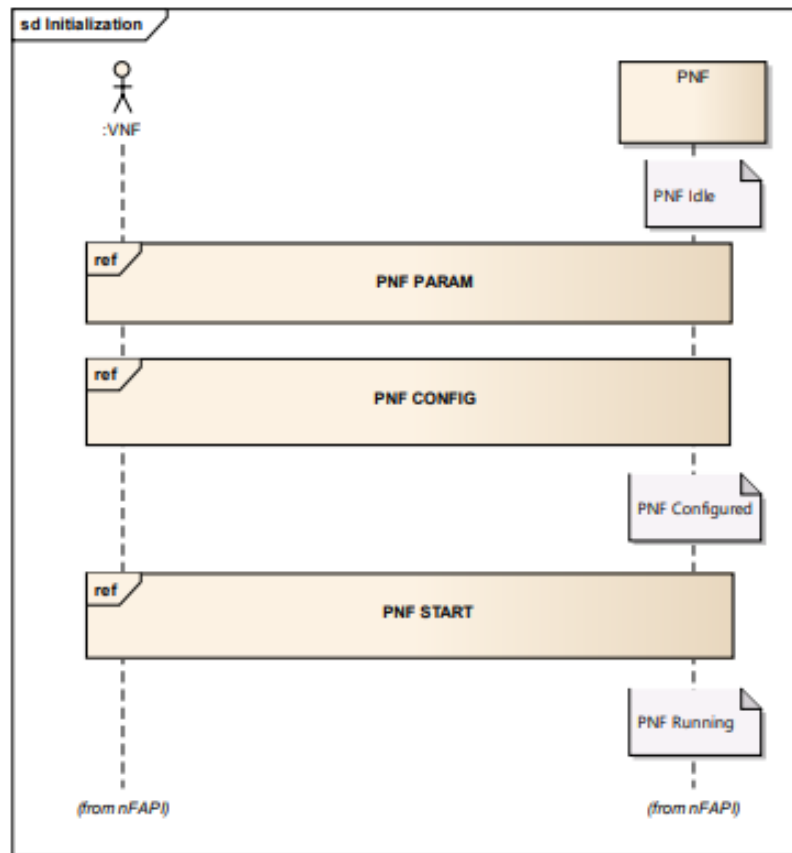 sd Initialization
:VNF
PNF
PNF Idle
ref
PNF PARAM
ref
PNF CONFIG
PNF Configured
ref
PNF START
PNF Running
(from nFAPI)
(from nFAPI)